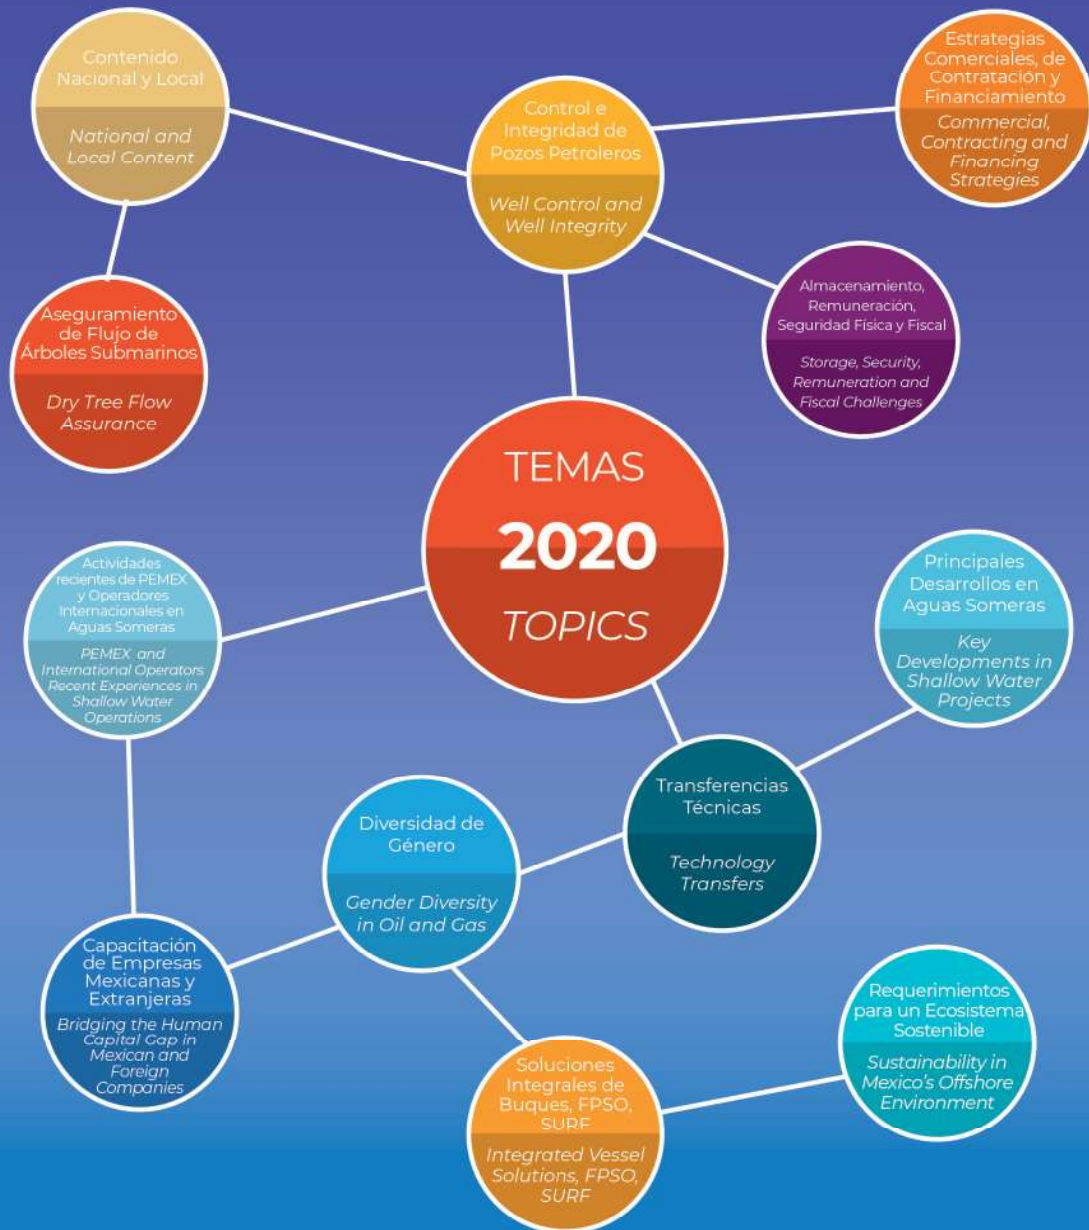 Contenido
Nacional y Local
National and
Local Content
Control e
Integridad de
Pozos Petroleros
Well Control and
Well Integrity
Estrategias
Comerciales, de
Contratación y
Financiamiento
Commercial,
Contracting and
Financing
Strategies
Almacenamiento,
Remuneración,
Seguridad Física y Fiscal
Storage, Security,
Remuneration and
Fiscal Challenges
Aseguramiento
de Flujo de
Árboles Submarinos
Dry Tree Flow
Assurance
TEMAS
2020
TOPICS
Actividades
recientes de PEMEX
y Operadores
Internacionales en
Aguas Someras
PEMEX and
International Operators
Recent Experiences in
Shallow Water
Operations
Principales
Desarrollos en
Aguas Someras
Key
Developments in
Shallow Water
Projects
Transferencias
Técnicas
Technology
Transfers
Diversidad de
Género
Gender Diversity
in Oil and Gas
Capacitación
de Empresas
Mexicanas y
Extranjeras
Bridging the Human
Capital Gap in
Mexican and
Foreign
Companies
Requerimientos
para un Ecosistema
Sostenible
Sustainability in
Mexico's Offshore
Environment
Soluciones
Integrales de
Buques, FPSO,
SURF
Integrated Vessel
Solutions, FPSO,
SURF